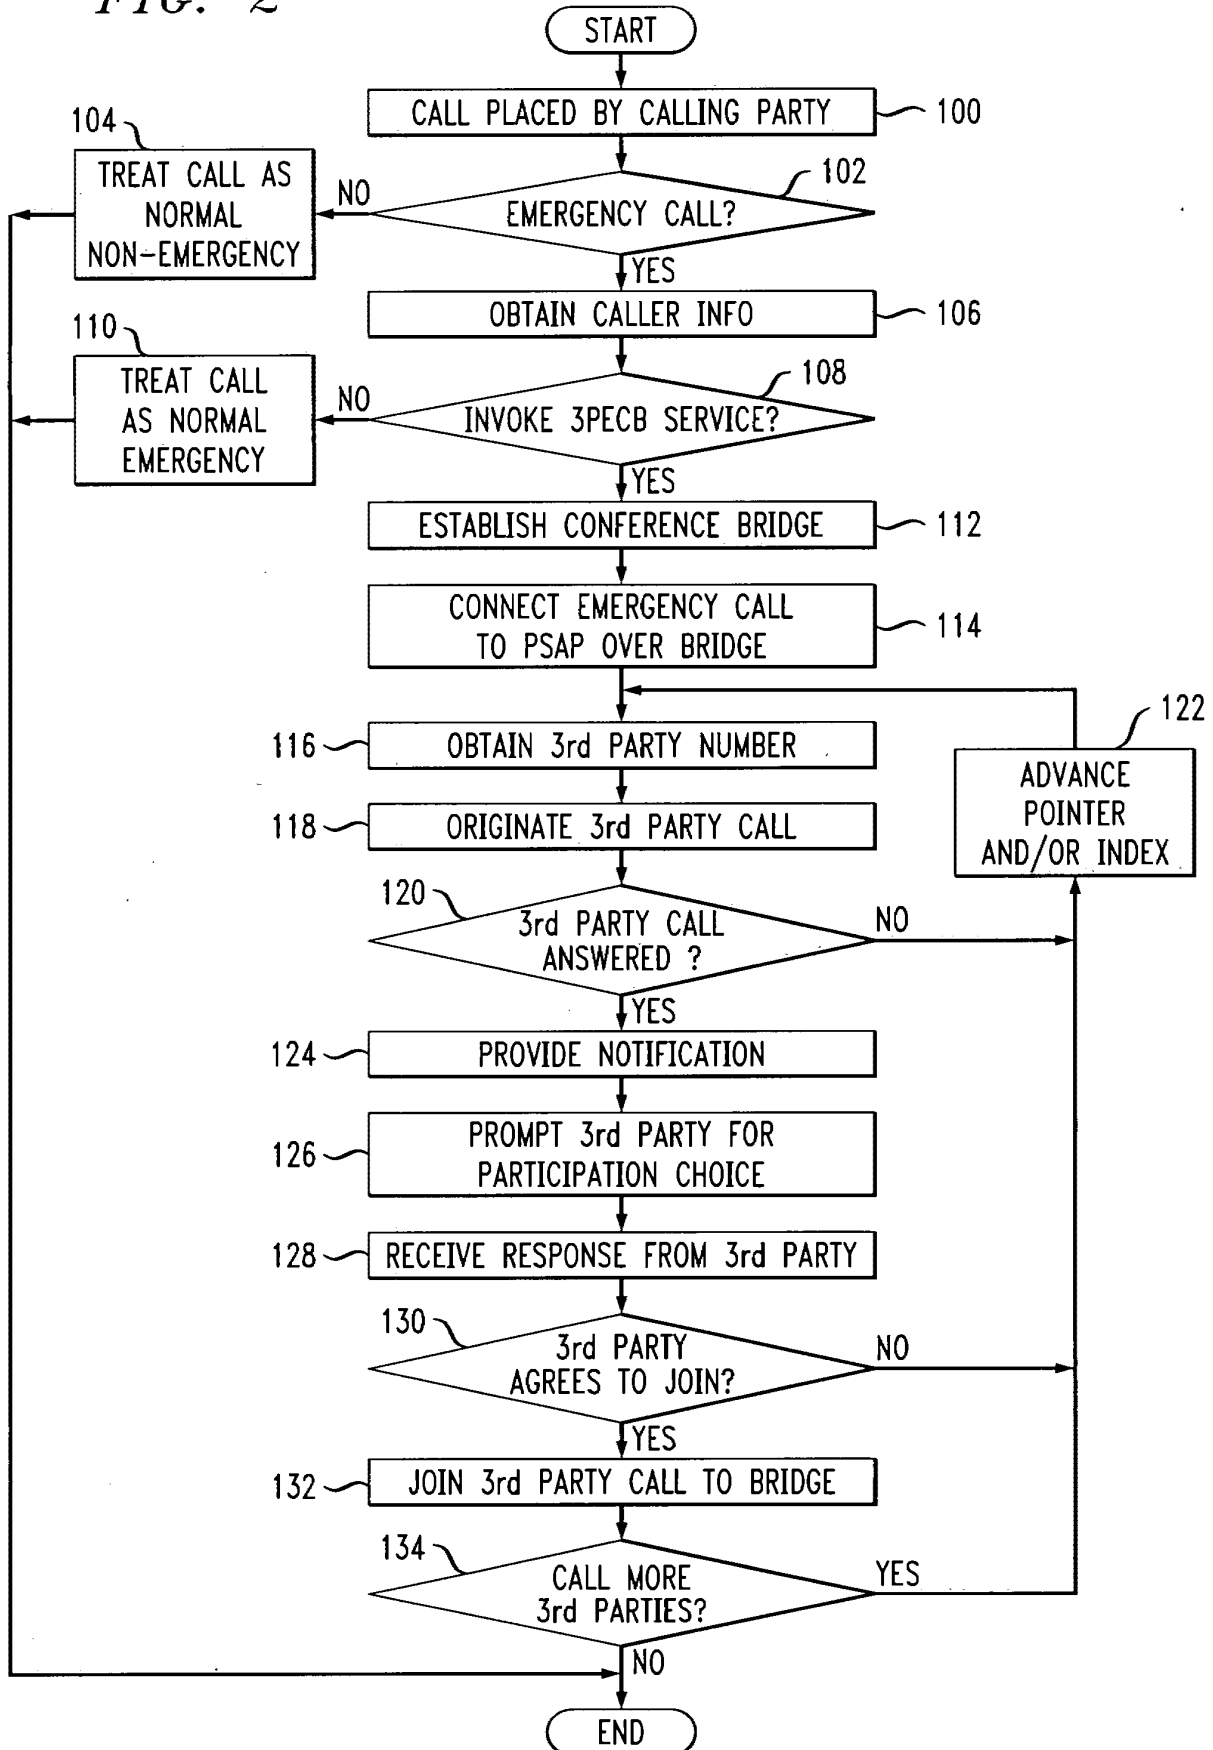 FIG. 2
START
CALL PLACED BY CALLING PARTY
100
104
TREAT CALL AS
NORMAL
NON-EMERGENCY
NO
EMERGENCY CALL?
102
YES
OBTAIN CALLER INFO
106
110
TREAT CALL
AS NORMAL
EMERGENCY
NO
INVOKE 3PECB SERVICE?
108
YES
ESTABLISH CONFERENCE BRIDGE
112
CONNECT EMERGENCY CALL
TO PSAP OVER BRIDGE
114
116
OBTAIN 3rd PARTY NUMBER
122
ADVANCE
POINTER
AND/OR INDEX
118
ORIGINATE 3rd PARTY CALL
120
3rd PARTY CALL
ANSWERED ?
NO
YES
124
PROVIDE NOTIFICATION
126
PROMPT 3rd PARTY FOR
PARTICIPATION CHOICE
128
RECEIVE RESPONSE FROM 3rd PARTY
130
3rd PARTY
AGREES TO JOIN?
NO
YES
132
JOIN 3rd PARTY CALL TO BRIDGE
134
CALL MORE
3rd PARTIES?
YES
NO
END